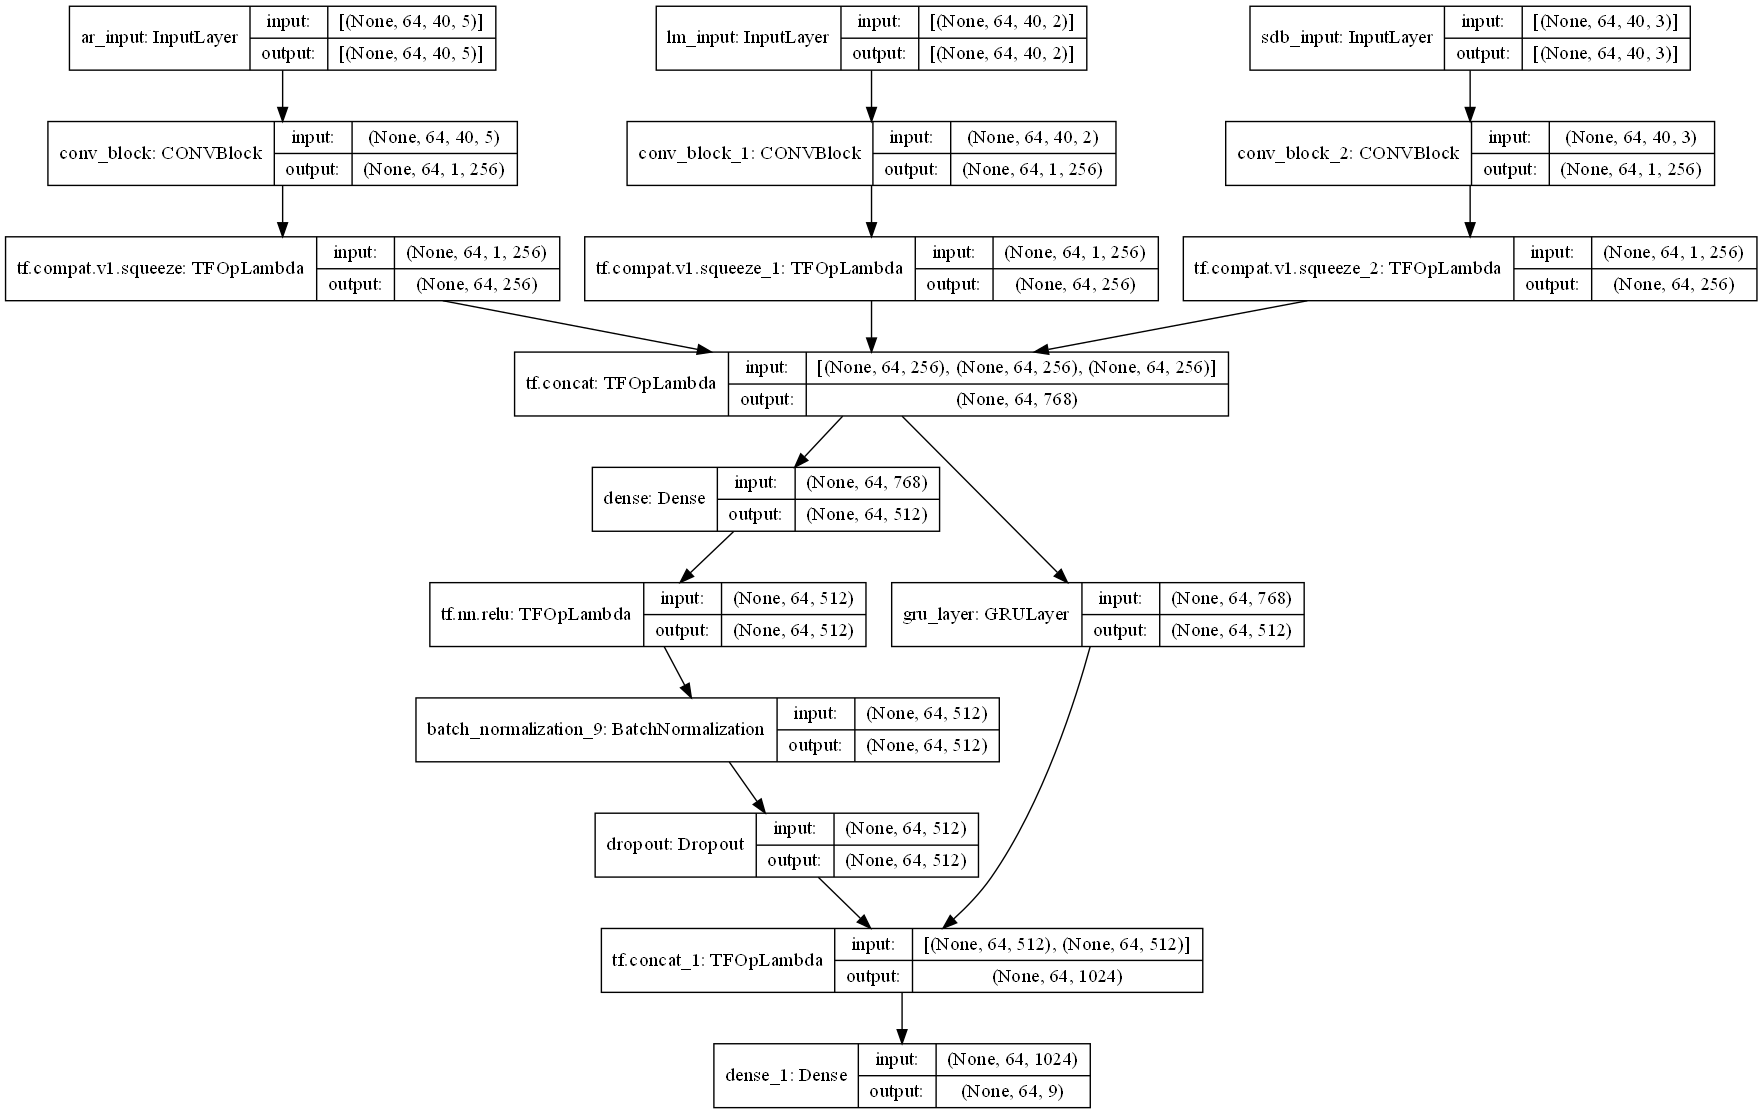 ar_input: InputLayer input: [(None, 64, 40, 5)]
output: [(None, 64, 40, 5)]
lm_input: InputLayer input: [(None, 64, 40, 2)]
output: [(None, 64, 40, 2)]
sdb_input: InputLayer input: [(None, 64, 40, 3)]
output: [(None, 64, 40, 3)]
conv_block: CONVBlock input: (None, 64, 40, 5)
output: (None, 64, 1, 256)
conv_block_1: CONVBlock input: (None, 64, 40, 2)
output: (None, 64, 1, 256)
conv_block_2: CONVBlock input: (None, 64, 40, 3)
output: (None, 64, 1, 256)
tf.compat.v1.squeeze: TFOpLambda input: (None, 64, 1, 256)
output: (None, 64, 256)
tf.compat.v1.squeeze_1: TFOpLambda input: (None, 64, 1, 256)
output: (None, 64, 256)
tf.compat.v1.squeeze_2: TFOpLambda input: (None, 64, 1, 256)
output: (None, 64, 256)
tf.concat: TFOpLambda input: [(None, 64, 256), (None, 64, 256), (None, 64, 256)]
output: (None, 64, 768)
dense: Dense input: (None, 64, 768)
output: (None, 64, 512)
tf.nn.relu: TFOpLambda input: (None, 64, 512)
output: (None, 64, 512)
gru_layer: GRULayer input: (None, 64, 768)
output: (None, 64, 512)
batch_normalization_9: BatchNormalization input: (None, 64, 512)
output: (None, 64, 512)
dropout: Dropout input: (None, 64, 512)
output: (None, 64, 512)
tf.concat_1: TFOpLambda input: [(None, 64, 512), (None, 64, 512)]
output: (None, 64, 1024)
dense_1: Dense input: (None, 64, 1024)
output: (None, 64, 9)